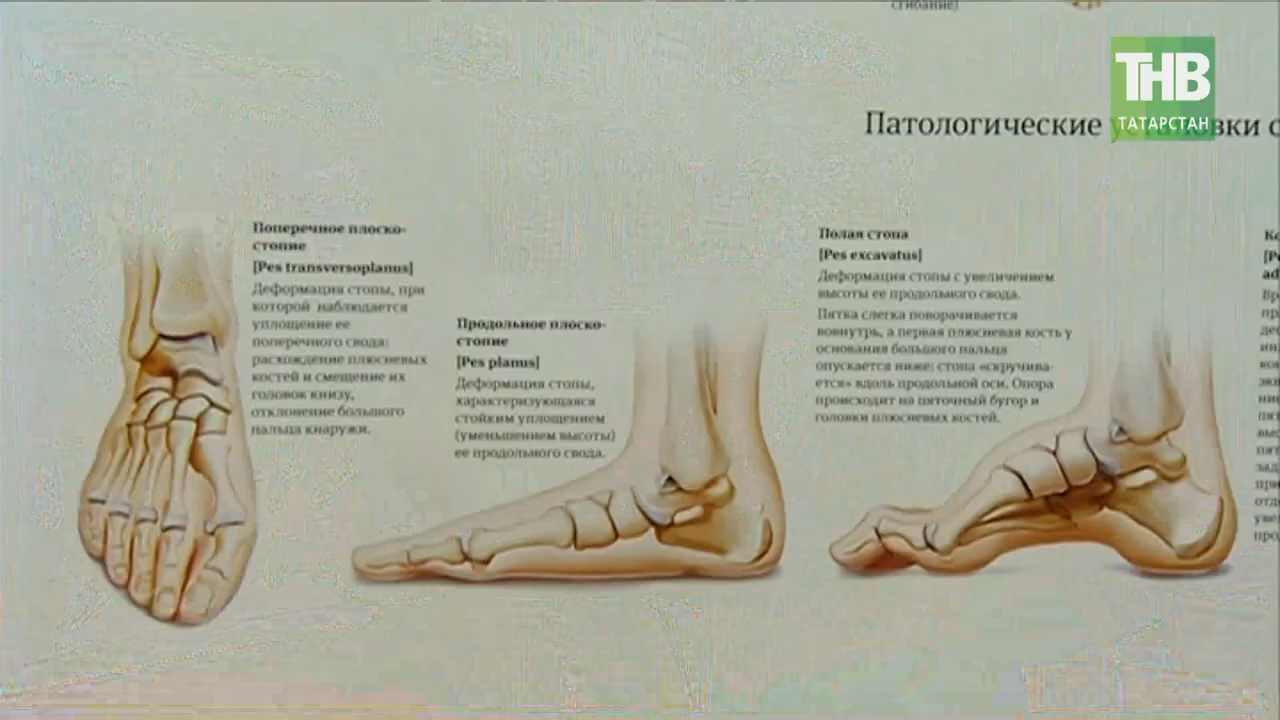 сгибание)
ТНВ
ТАТАРСТАН
Патологические установки с
Поперечное плоско-
стопие
[Pes transversoplanus]
Деформация стопы, при
которой наблюдается
уплощение ее
поперечного свода:
расхождение плюсневых
костей и смещение их
головок книзу,
отклонение большого
пальца кнаружи.
Продольное плоско-
стопие
[Pes planus]
Деформация стопы,
характеризующаяся
стойким уплощением
(уменьшением высоты)
ее продольного свода.
Полая стопа
[Pes excavatus]
Деформация стопы с увеличением
высоты ее продольного свода.
Пятка слегка поворачивается
вовнутрь, а первая плюсневая кость у
основания большого пальца
опускается ниже: стопа «скручива-
ется» вдоль продольной оси. Опора
происходит на пяточный бугор и
головки плюсневых костей.